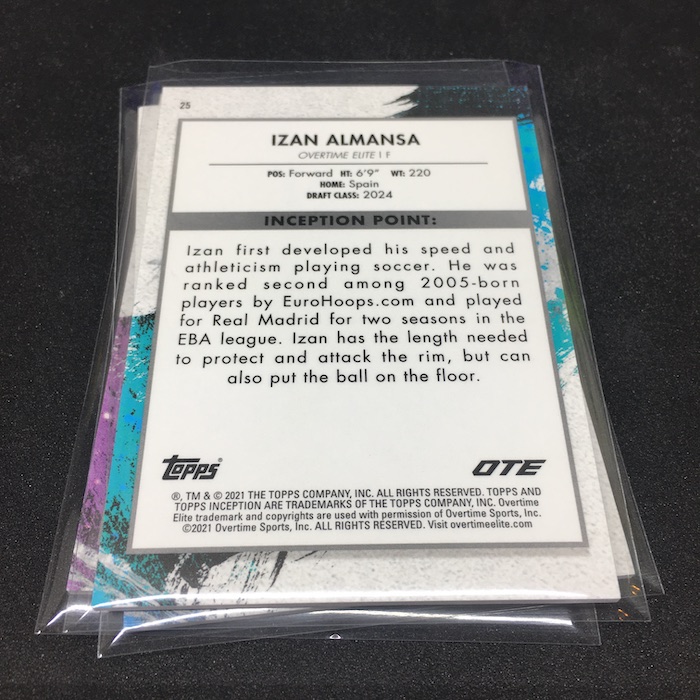 25
IZAN ALMANSA
OVERTIME ELITE | F
POS: Forward HT: 6'9" WT: 220
HOME: Spain
DRAFT CLASS: 2024
INCEPTION POINT:
Izan first developed his speed and
athleticism playing soccer. He was
ranked second among 2005-born
players by EuroHoops.com and played
for Real Madrid for two seasons in the
EBA league. Izan has the length needed
to protect and attack the rim, but can
also put the ball on the floor.
Topps® OTE
®, TM & © 2021 THE TOPPS COMPANY, INC. ALL RIGHTS RESERVED. TOPPS AND
TOPPS INCEPTION ARE TRADEMARKS OF THE TOPPS COMPANY, INC. Overtime
Elite trademark and copyrights are used with permission of Overtime Sports, Inc.
©2021 Overtime Sports, Inc. ALL RIGHTS RESERVED. Visit overtimeelite.com